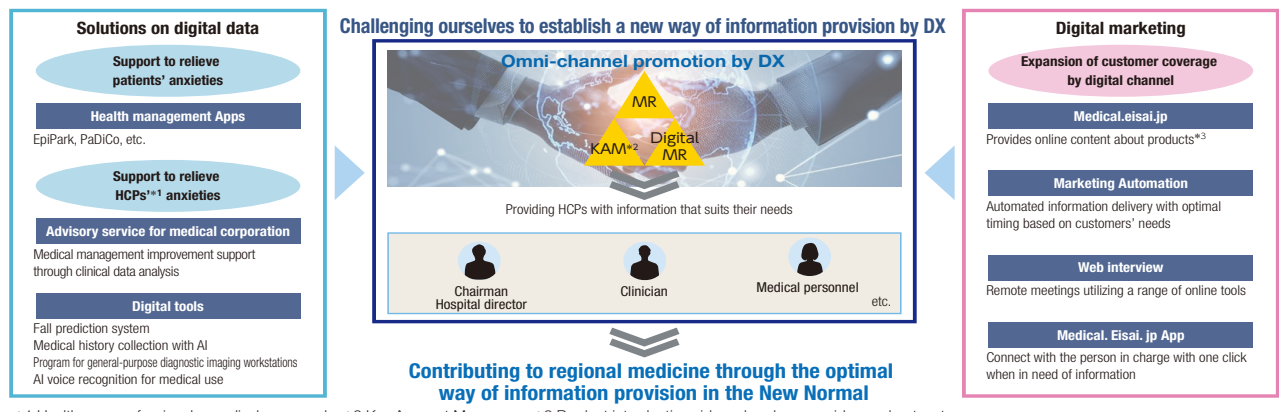 Solutions on digital data
Support to relieve
patients' anxieties
Health management Apps
EpiPark, PaDiCo, etc.
Support to relieve
HCPs'*1 anxieties
Advisory service for medical corporation
Medical management improvement support
through clinical data analysis
Digital tools
Fall prediction system
Medical history collection with AI
Program for general-purpose diagnostic imaging workstations
AI voice recognition for medical use
Challenging ourselves to establish a new way of information provision by DX
Omni-channel promotion by DX
MR
KAM*2
Digital
MR
Providing HCPs with information that suits their needs
Chairman
Hospital director
Clinician
Medical personnel
etc.
Contributing to regional medicine through the optimal
way of information provision in the New Normal
Digital marketing
Expansion of customer coverage
by digital channel
Medical.eisai.jp
Provides online content about products*3
Marketing Automation
Automated information delivery with optimal
timing based on customers' needs
Web interview
Remote meetings utilizing a range of online tools
Medical. Eisai. jp App
Connect with the person in charge with one click
when in need of information